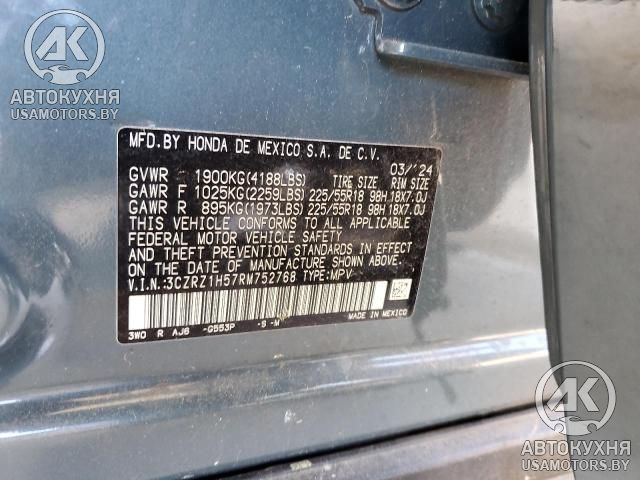 AK
АВТОКУХНЯ
USAMOTORS.BY
MFD.BY HONDA DE MEXICO S.A. DE C.V.
03/'24
GVWR 1900KG(4188LBS) TIRE SIZE RIM SIZE
GAWR F 1025KG(2259LBS) 225/55R18 98H 18X7.0J
GAWR R 895KG(1973LBS) 225/55R18 98H 18X7.0J
THIS VEHICLE CONFORMS TO ALL APPLICABLE
FEDERAL MOTOR VEHICLE SAFETY
AND THEFT PREVENTION STANDARDS IN EFFECT
ON THE DATE OF MANUFACTURE SHOWN ABOVE.
V.I.N.:3CZRZ1H57RM752768 TYPE:MPV
MADE IN MEXICO
3W0 R AJ6 -G553P -S -M
AK
АВТОКУХНЯ
USAMOTORS.BY